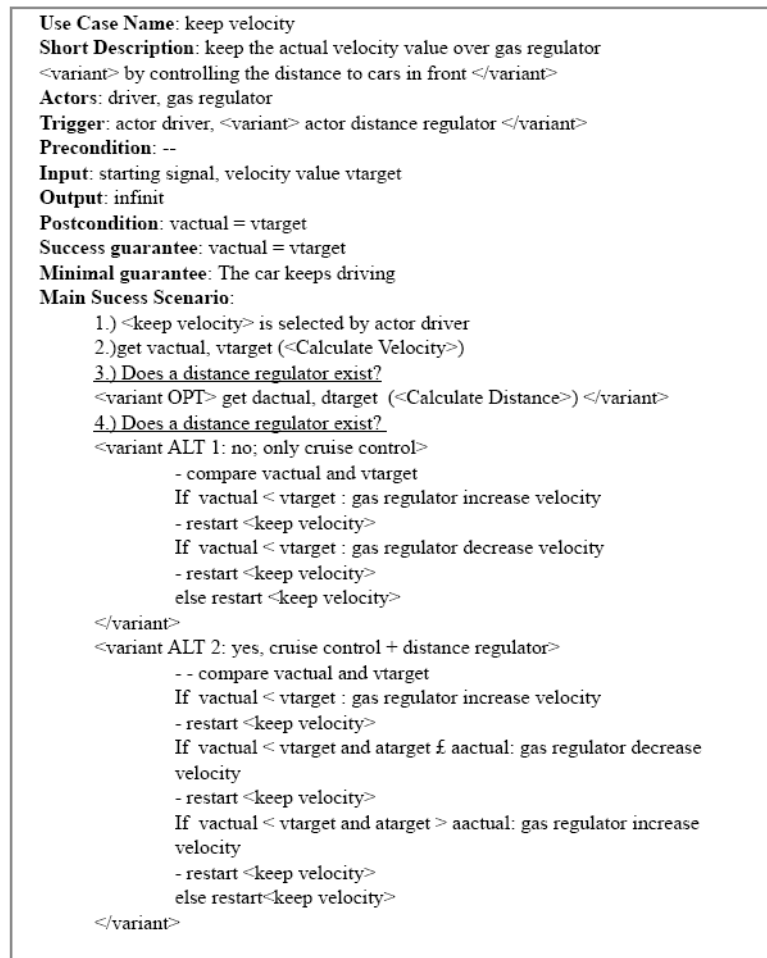 Use Case Name: keep velocity
Short Description: keep the actual velocity value over gas regulator
<variant> by controlling the distance to cars in front </variant>
Actors: driver, gas regulator
Trigger: actor driver, <variant> actor distance regulator </variant>
Precondition: --
Input: starting signal, velocity value vtarget
Output: infinit
Postcondition: vactual = vtarget
Success guarantee: vactual = vtarget
Minimal guarantee: The car keeps driving
Main Sucess Scenario:
1.) <keep velocity> is selected by actor driver
2.)get vactual, vtarget (<Calculate Velocity>)
3.) Does a distance regulator exist?
<variant OPT> get dactual, dtarget (<Calculate Distance>) </variant>
4.) Does a distance regulator exist?
<variant ALT 1: no; only cruise control>
- compare vactual and vtarget
If vactual < vtarget : gas regulator increase velocity
- restart <keep velocity>
If vactual < vtarget : gas regulator decrease velocity
- restart <keep velocity>
else restart <keep velocity>
</variant>
<variant ALT 2: yes, cruise control + distance regulator>
- - compare vactual and vtarget
If vactual < vtarget : gas regulator increase velocity
- restart <keep velocity>
If vactual < vtarget and atarget £ aactual: gas regulator decrease
velocity
- restart <keep velocity>
If vactual < vtarget and atarget > aactual: gas regulator increase
velocity
- restart <keep velocity>
else restart<keep velocity>
</variant>